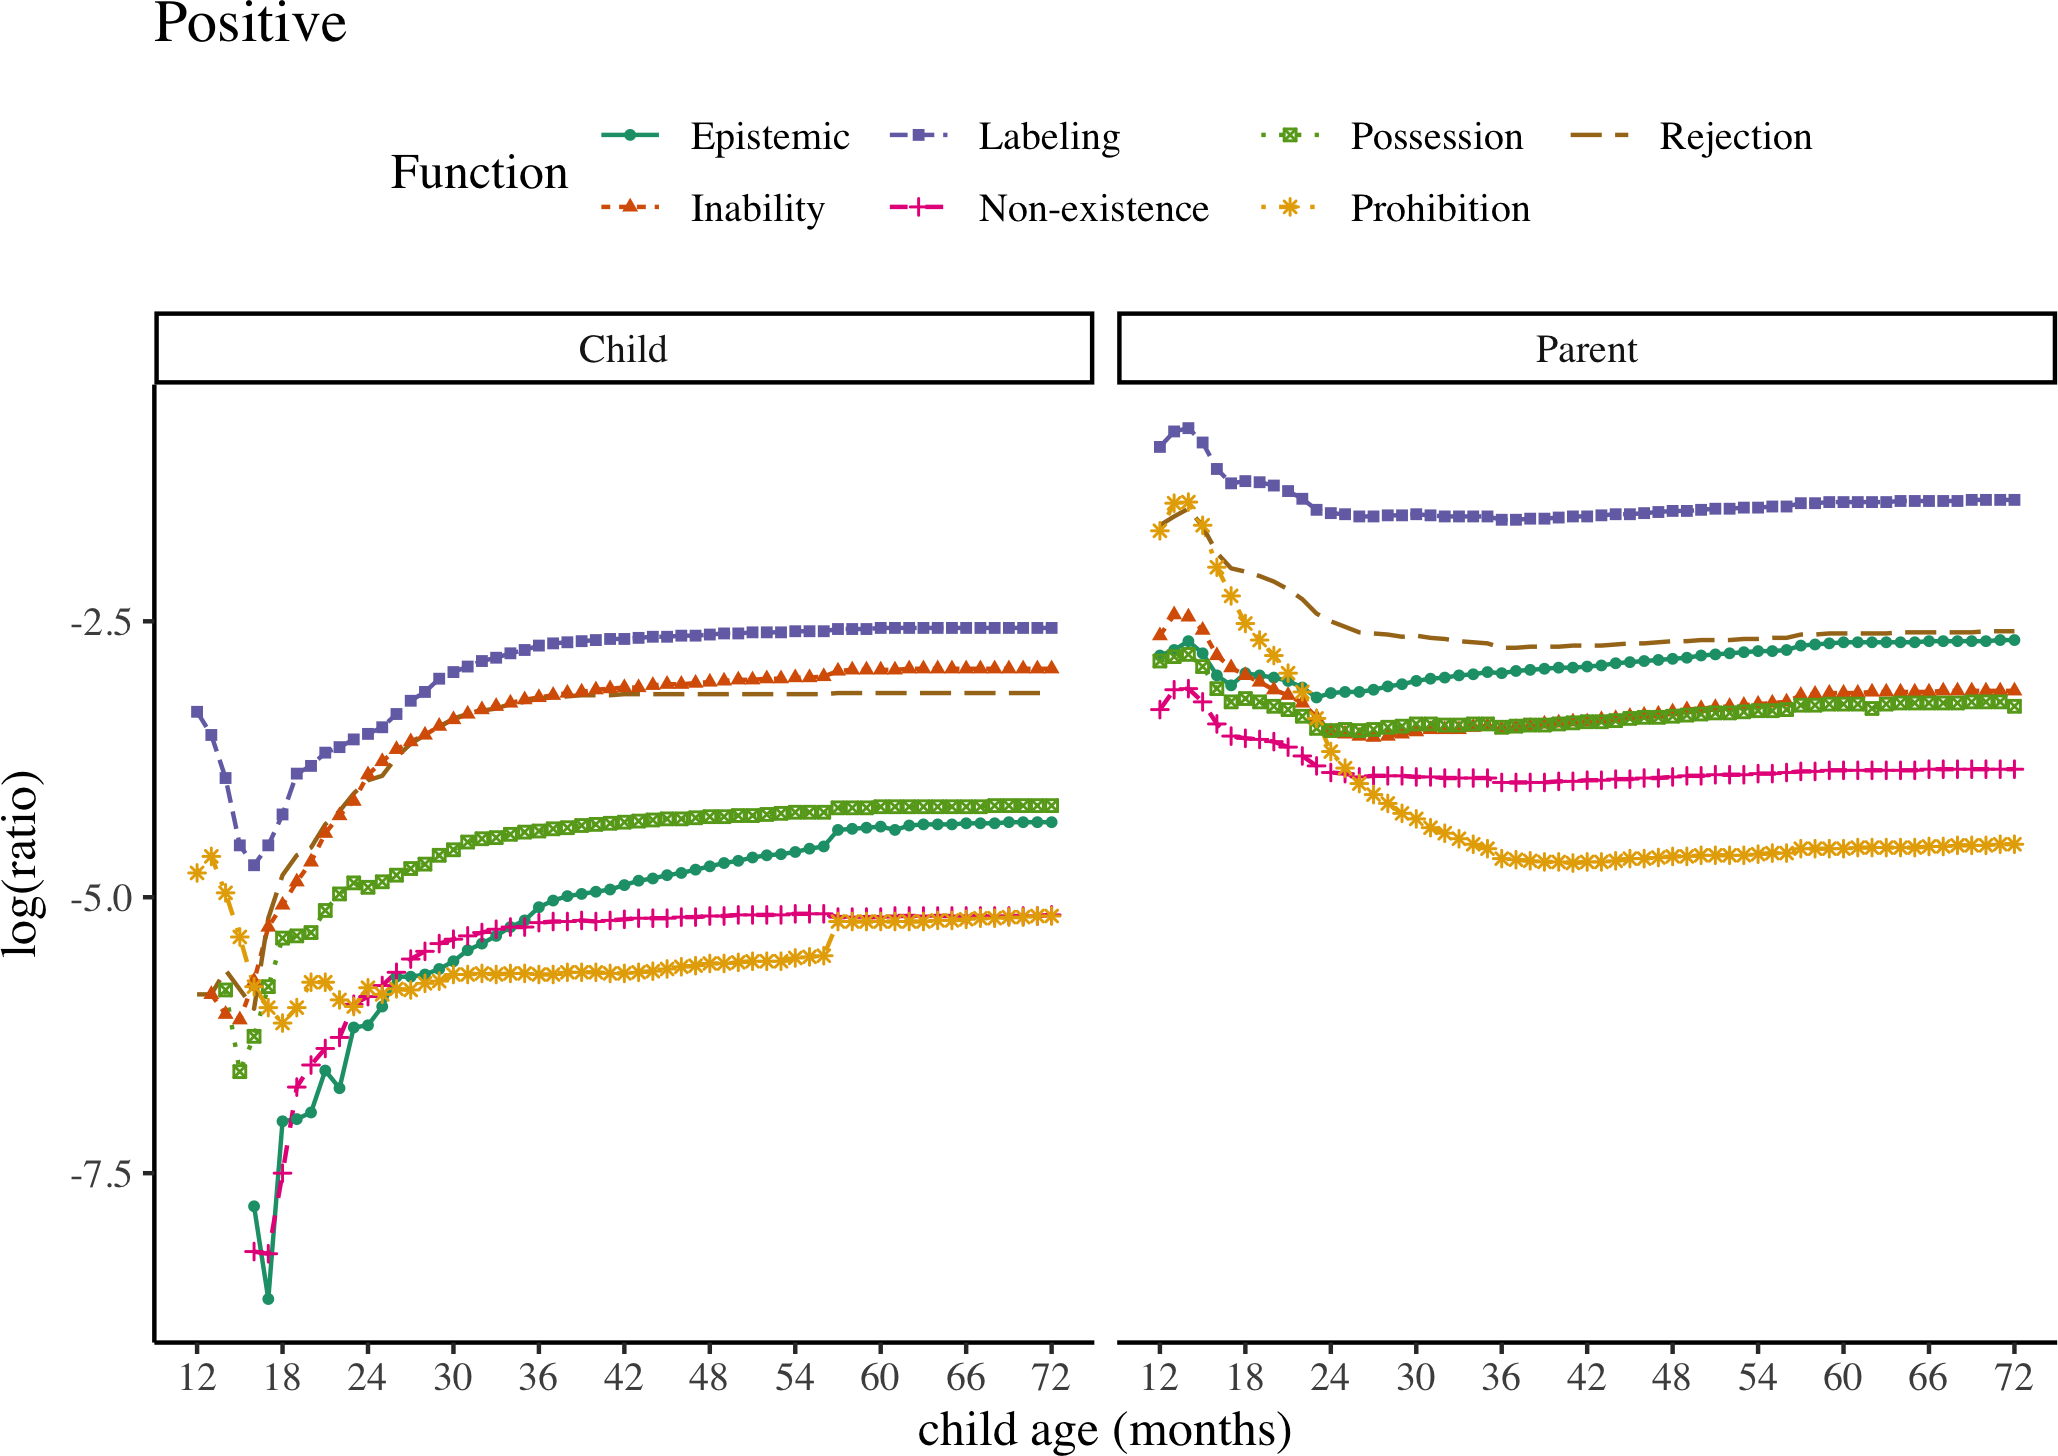 Positive
Function
Epistemic
Labeling
Possession
Rejection
Inability
Non-existence
Prohibition
Child
Parent
log(ratio)
-2.5
-5.0
-7.5
12 18 24 30 36 42 48 54 60 66 72
12 18 24 30 36 42 48 54 60 66 72
child age (months)